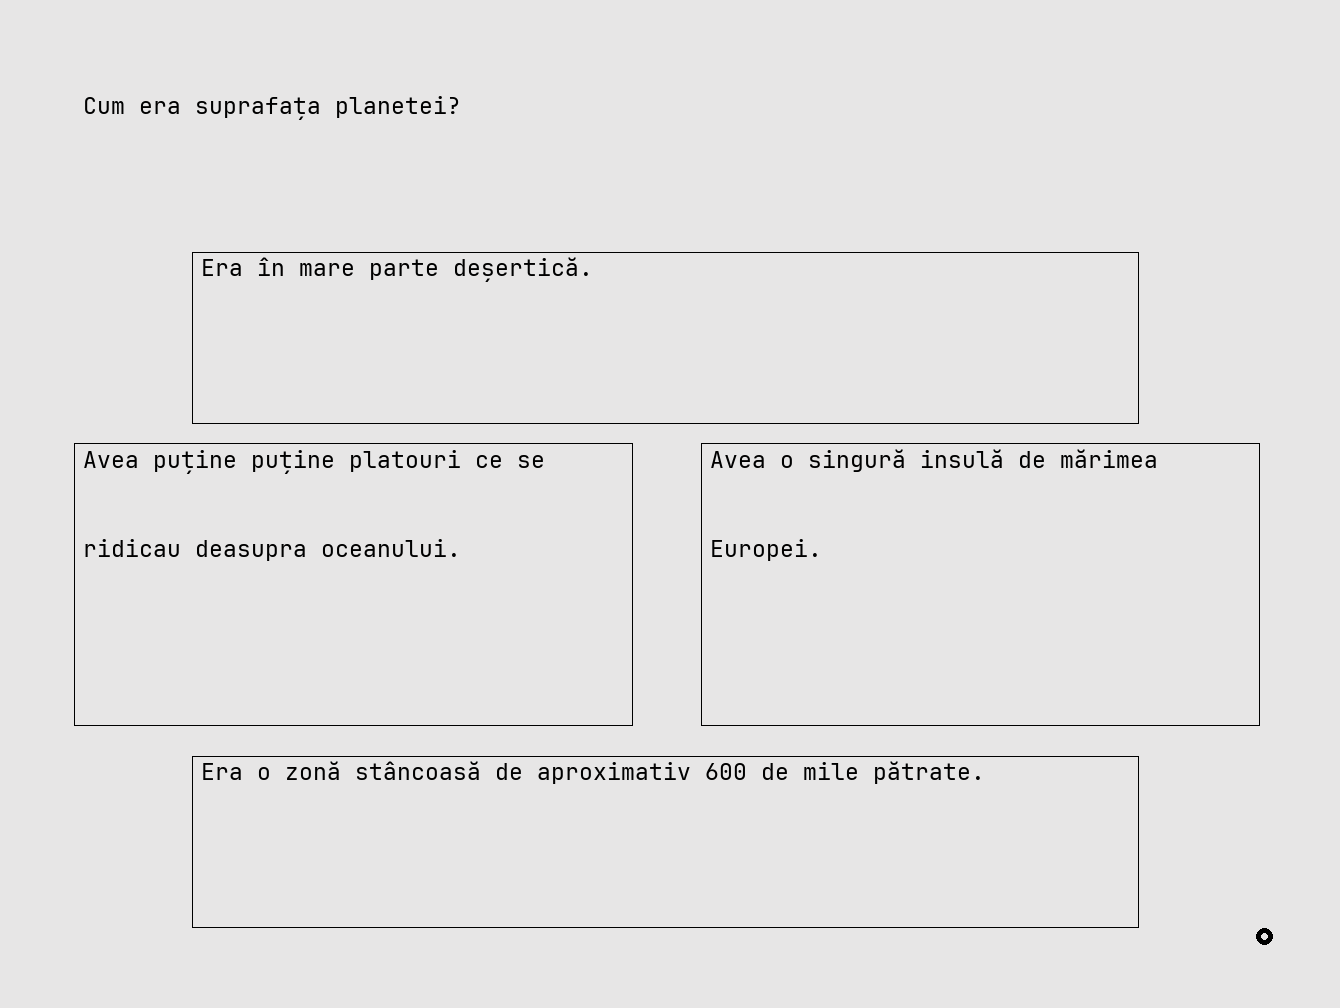 Cum era suprafața planetei?
Era în mare parte deșertică.
Avea puține puține platouri ce se
ridicau deasupra oceanului.
Avea o singură insulă de mărimea
Europei.
Era o zonă stâncoasă de aproximativ 600 de mile pătrate.